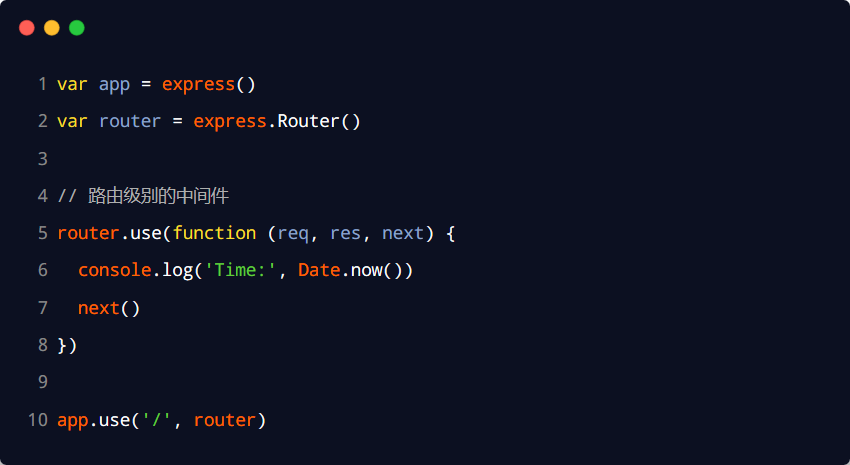 1 var app = express()
2 var router = express.Router()
3
4 // 路由级别的中间件
5 router.use(function (req, res, next) {
6   console.log('Time:', Date.now())
7   next()
8 })
9
10 app.use('/', router)